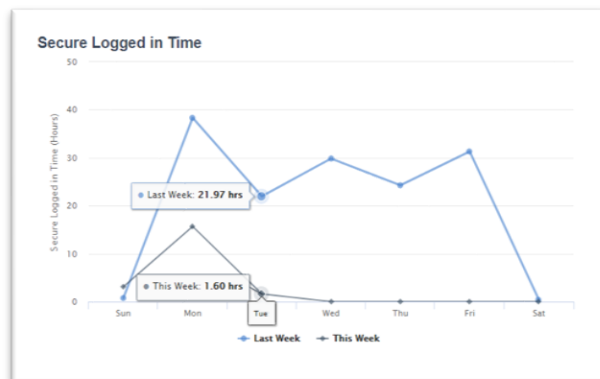 Secure Logged in Time
50
40
30
20
10
0
Secure Logged in Time (Hours)
Last Week: 21.97 hrs
This Week: 1.60 hrs
Sun Mon Tue Wed Thu Fri Sat
Last Week This Week